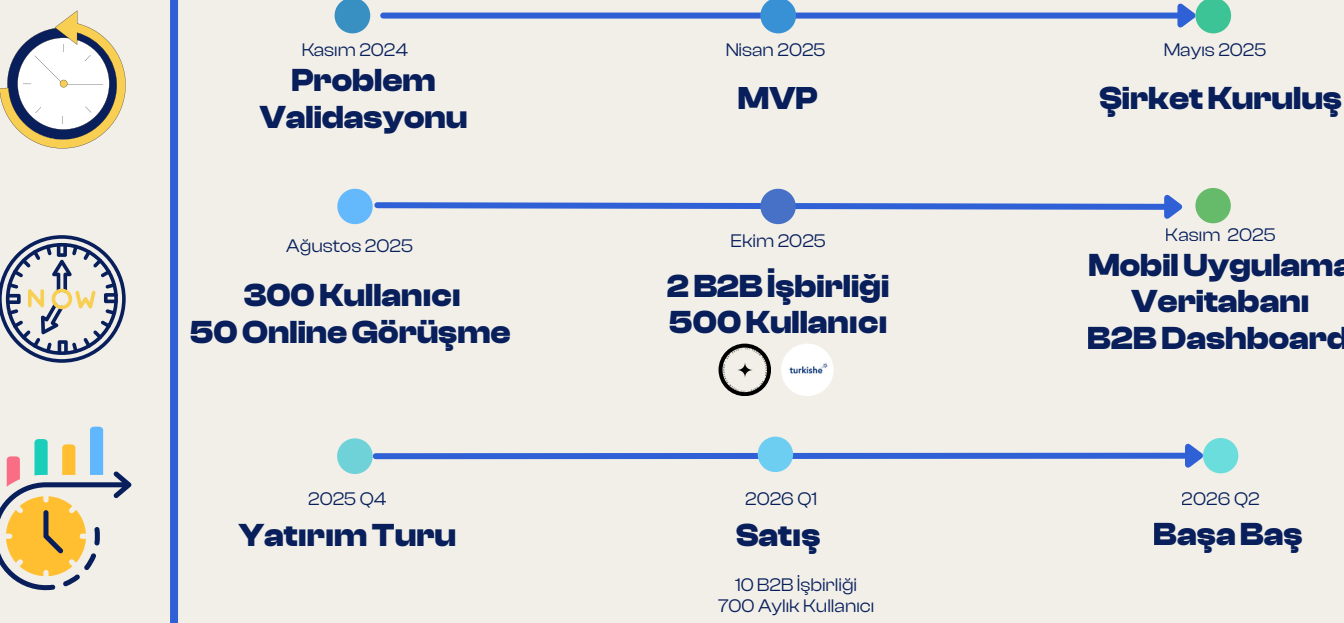 Kasım 2024
Problem
Validasyonu
Nisan 2025
MVP
Mayıs 2025
Şirket Kuruluş
NOW
Ağustos 2025
300 Kullanıcı
50 Online Görüşme
Ekim 2025
2 B2B İşbirliği
500 Kullanıcı
turkishe
Kasım 2025
Mobil Uygulama
Veritabanı
B2B Dashboard
2025 Q4
Yatırım Turu
2026 Q1
Satış
10 B2B İşbirliği
700 Aylık Kullanıcı
2026 Q2
Başa Baş